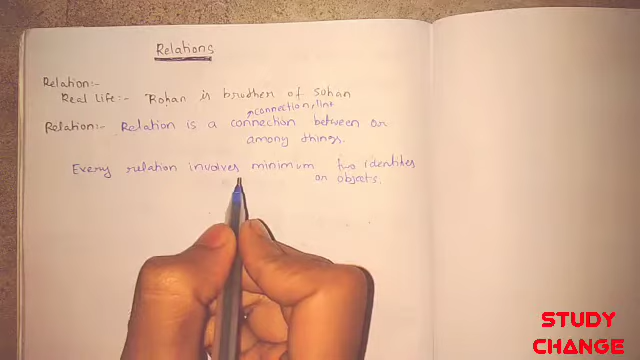 Relations
Relation:-
Real life:- Rohan is brother of Sohan
connection, link
Relation:- Relation is a connection between or
among things.
Every relation involves minimum two identities
or objects.
STUDY
CHANGE